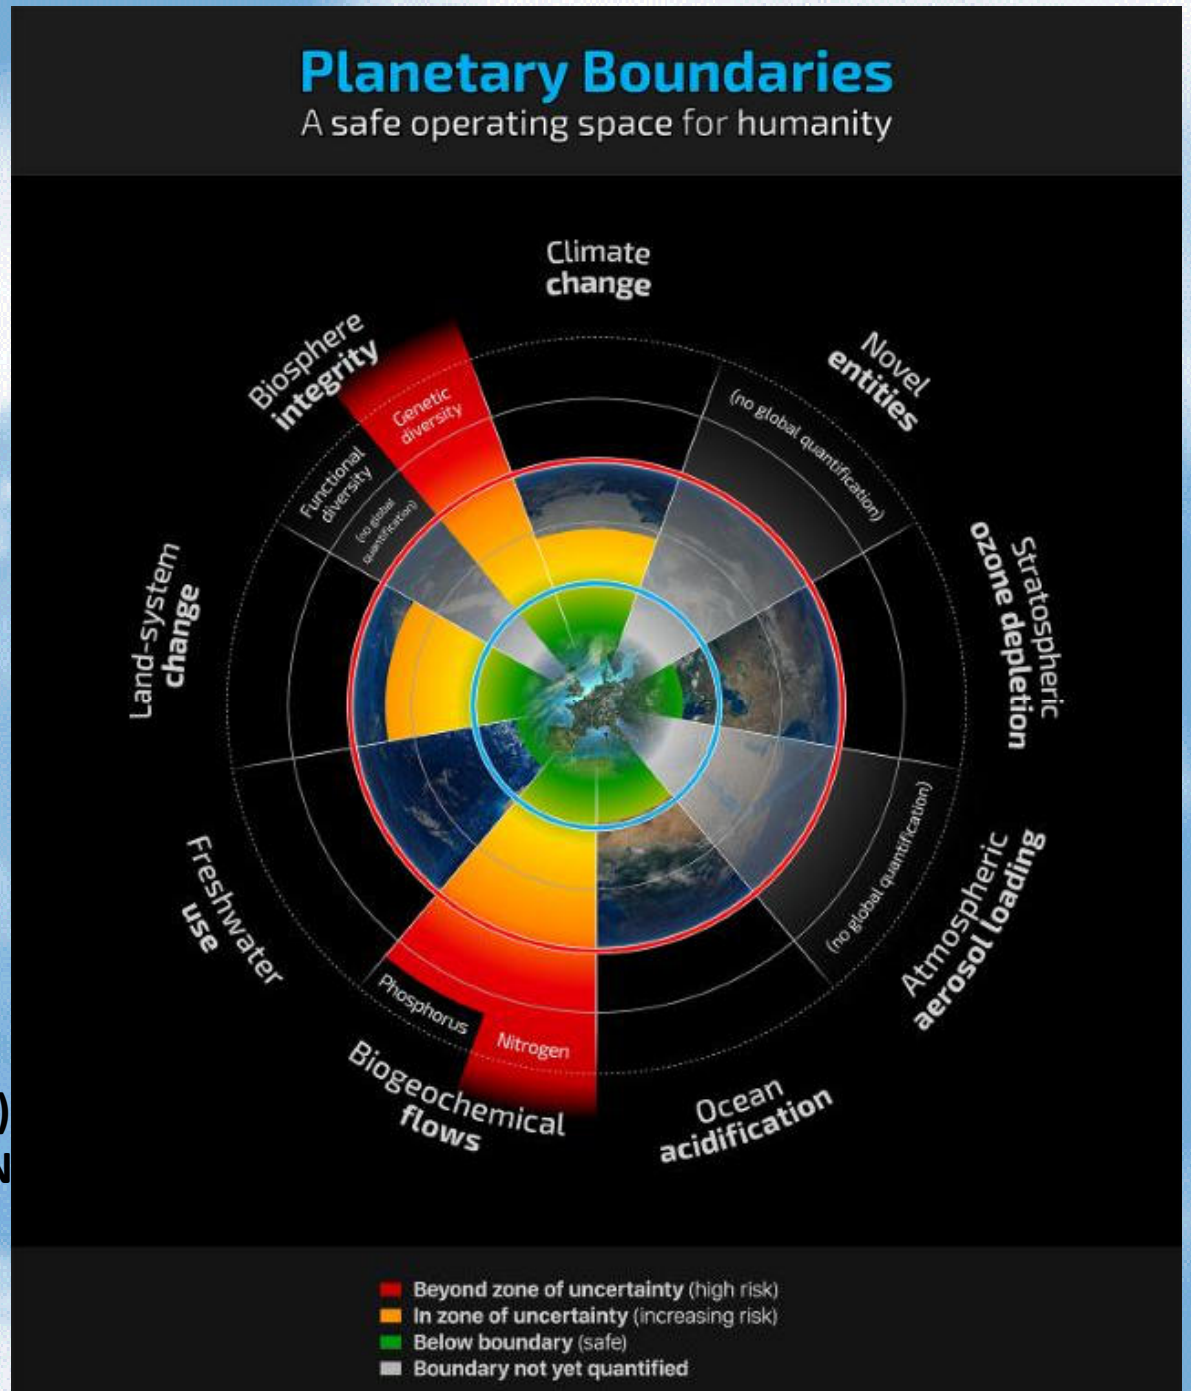 Planetary Boundaries
A safe operating space for humanity
Climate
change
Novel
entities
(no global quantification)
Stratospheric
ozone depletion
Atmospheric
aerosol loading
(no global quantification)
Ocean
acidification
Biogeochemical
flows
Phosphorus
Nitrogen
Freshwater
use
Land-system
change
Biosphere
integrity
Genetic
diversity
Functional
diversity
(no global
quantification)
)
N
Beyond zone of uncertainty (high risk)
In zone of uncertainty (increasing risk)
Below boundary (safe)
Boundary not yet quantified